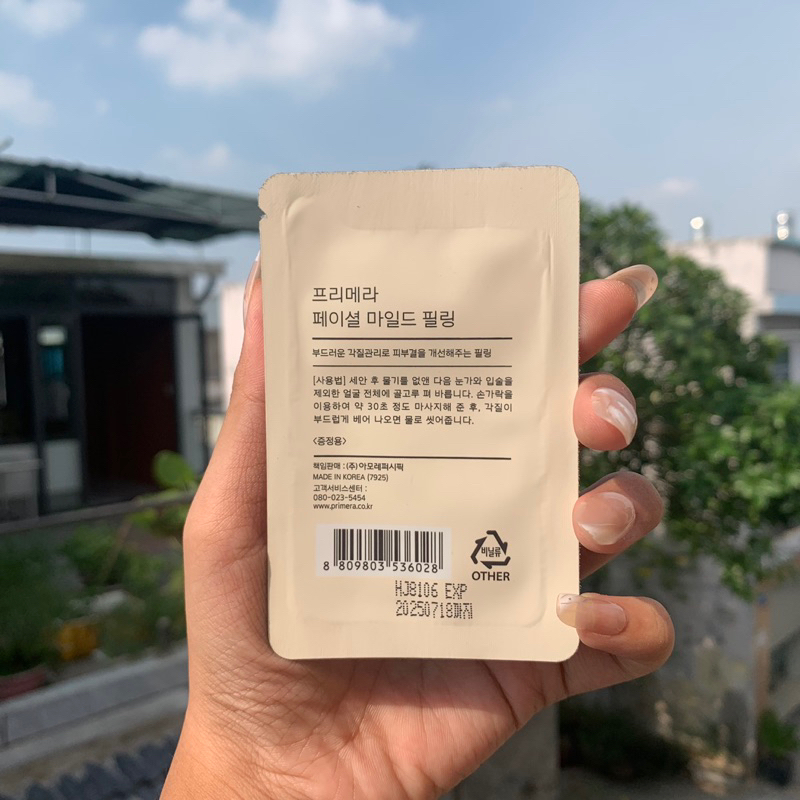 프리메라
페이셜 마일드 필링
부드러운 각질관리로 피부결을 개선해주는 필링
[사용법] 세안 후 물기를 없앤 다음 눈가와 입술을
제외한 얼굴 전체에 골고루 펴 바릅니다. 손가락을
이용하여 약 30초 정도 마사지해 준 후, 각질이
부드럽게 베어 나오면 물로 씻어줍니다.
<증정용>
책임판매 : (주) 아모레퍼시픽
MADE IN KOREA (7925)
고객서비스센터 :
080-023-5454
www.primera.co.kr
8 809803 536028
비닐류
OTHER
HJ8106 EXP
20250718까지